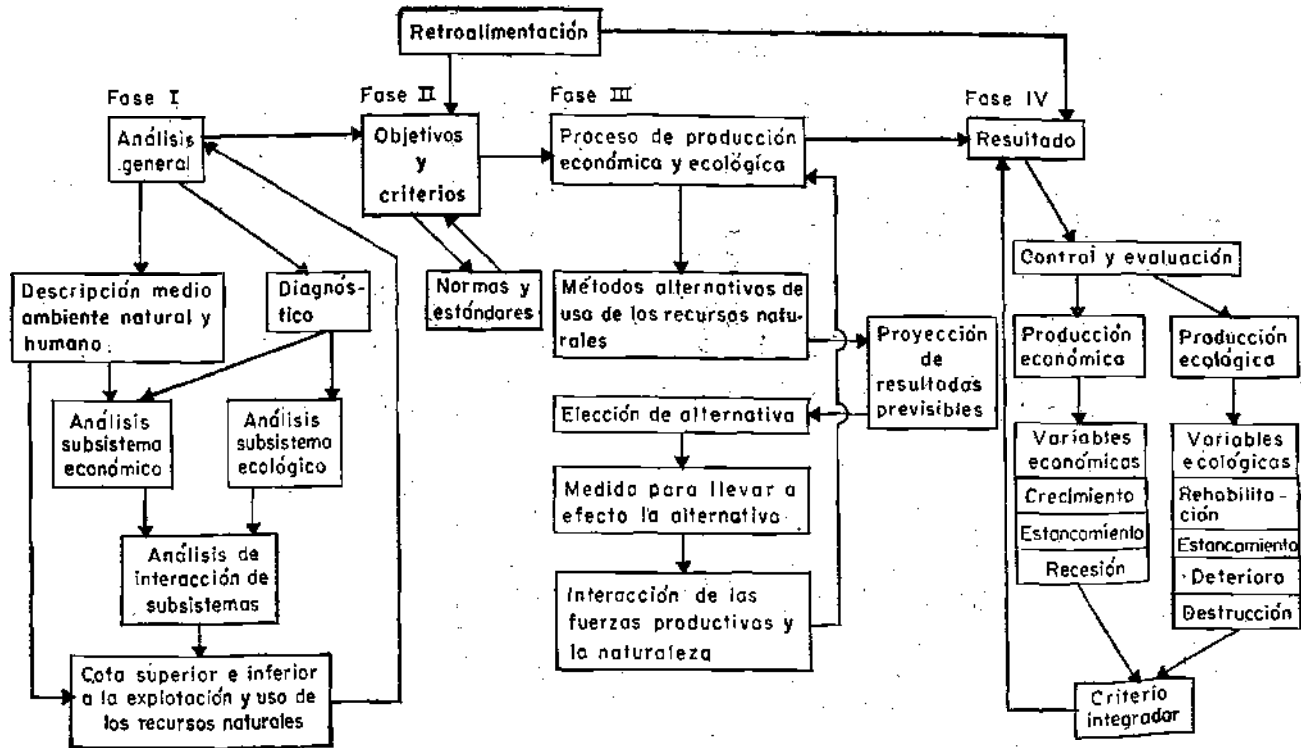 Retroalimentación
Fase I
Análisis
general
Descripción medio
ambiente natural y
humano.
Diagnós-
tico
Análisis
subsistema
económico
Análisis
subsistema
ecológico
Análisis de
interacción de
subsistemas
Cota superior e inferior
a la explotación y uso de
los recursos naturales
Fase II
Objetivos
y
criterios
Normas y
estándares
Fase III
Proceso de producción
económica y ecológica
Métodos alternativos de
uso de los recursos natu-
rales
Proyección
de
resultados
previsibles
Elección de alternativa
Medida para llevar a
efecto la alternativa
Interacción de las
fuerzas productivas y
la naturaleza
Fase IV
Resultado
Control y evaluación
Producción
económica
Producción
ecológica
Variables
económicas
Crecimiento
Estancamiento
Recesión
Variables
ecológicas
Rehabilita-
ción
Estancamiento
Deterioro
Destrucción
Criterio
integrador